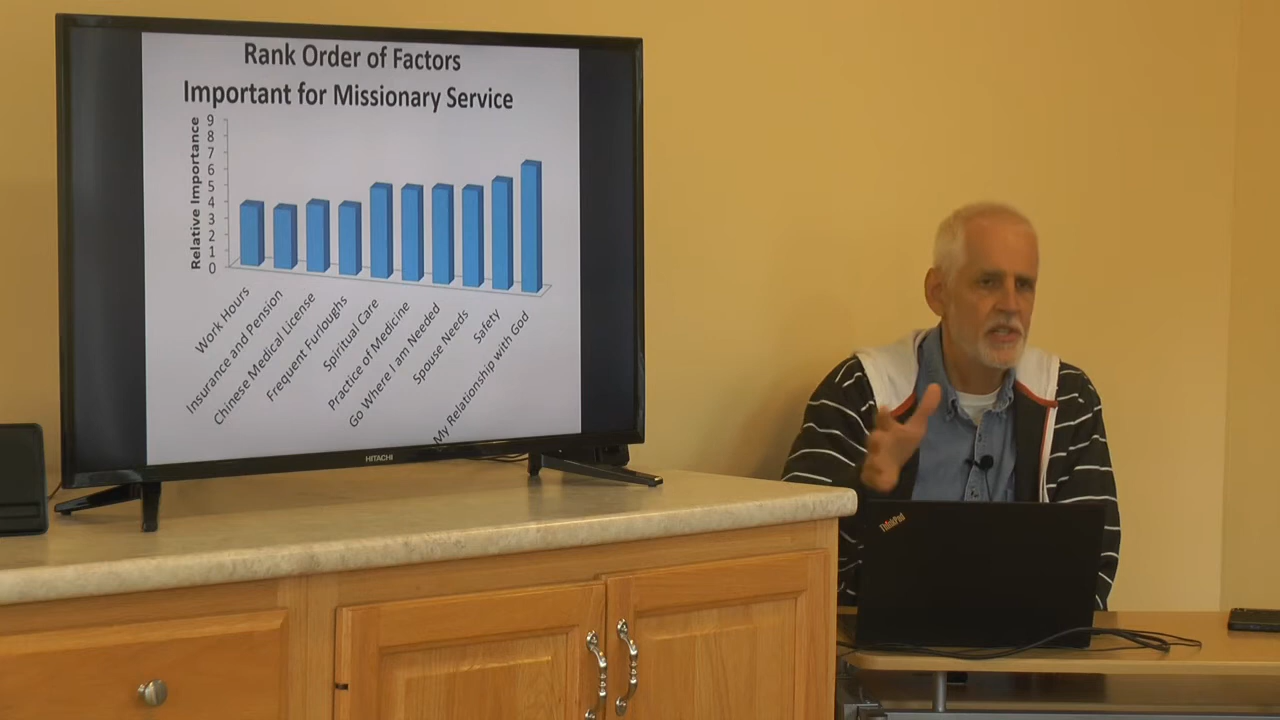 Rank Order of Factors
Important for Missionary Service
Relative Importance
9
8
7
6
5
4
3
2
1
0
Work Hours
Insurance and Pension
Chinese Medical License
Frequent Furloughs
Spiritual Care
Practice of Medicine
Go Where I am Needed
Spouse Needs
Safety
My Relationship with God
HITACHI
ThinkPad